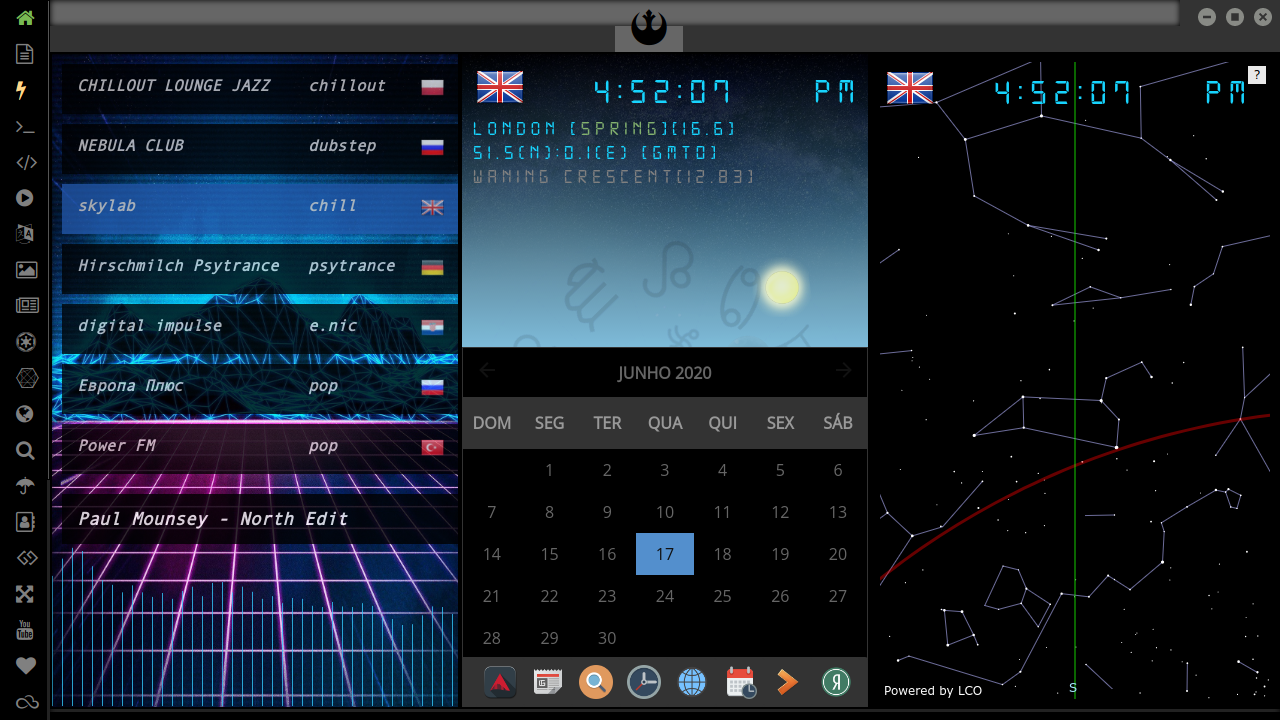 CHILLOUT LOUNGE JAZZ chillout
NEBULA CLUB dubstep
skylab chill
Hirschmilch Psytrance psytrance
digital impulse e.nic
Европа Плюс pop
Power FM pop
Paul Mounsey - North Edit
4:52:07 PM
LONDON [SPRING][16.6]
51.5(N):0.1(E) [GMT0]
WANING CRESCENT[12.83]
JUNHO 2020
DOM SEG TER QUA QUI SEX SÁB
1 2 3 4 5 6
7 8 9 10 11 12 13
14 15 16 17 18 19 20
21 22 23 24 25 26 27
28 29 30
4:52:07 PM
?
S
Powered by LCO
You
Tube
Я